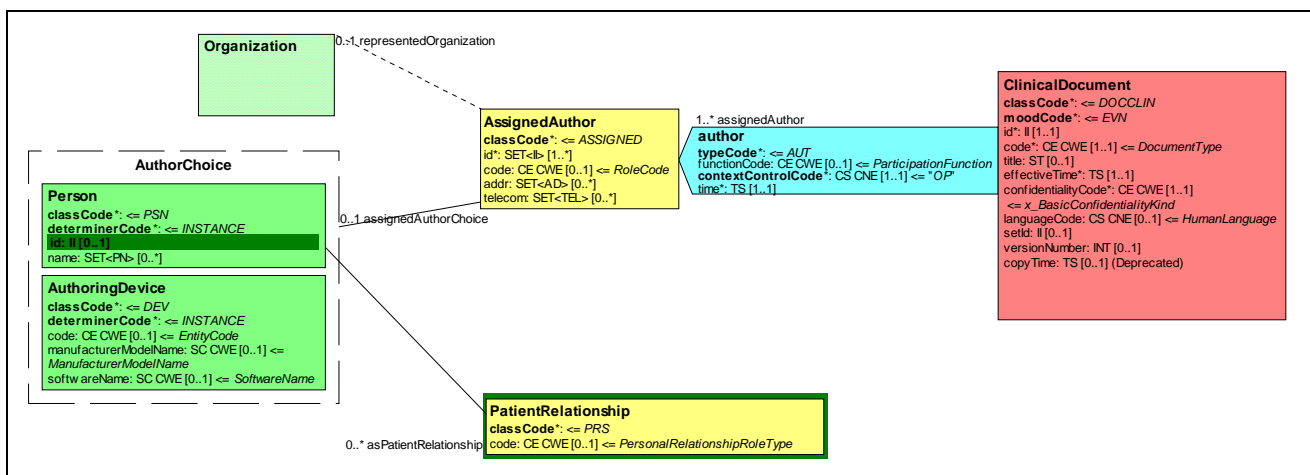 Organization
0..1 representedOrganization
AuthorChoice
Person
classCode*: <= PSN
determinerCode*: <= INSTANCE
id: II [0..1]
name: SET<PN> [0..*]
AuthoringDevice
classCode*: <= DEV
determinerCode*: <= INSTANCE
code: CE CWE [0..1] <= EntityCode
manufacturerModelName: SC CWE [0..1] <=
ManufacturerModelName
softwareName: SC CWE [0..1] <= SoftwareName
0..1 assignedAuthorChoice
AssignedAuthor
classCode*: <= ASSIGNED
id*: SET<II> [1..*]
code: CE CWE [0..1] <= RoleCode
addr: SET<AD> [0..*]
telecom: SET<TEL> [0..*]
1..* assignedAuthor
author
typeCode*: <= AUT
functionCode: CE CWE [0..1] <= ParticipationFunction
contextControlCode*: CS CNE [1..1] <= "OP"
time*: TS [1..1]
ClinicalDocument
classCode*: <= DOCCLIN
moodCode*: <= EVN
id*: II [1..1]
code*: CE CWE [1..1] <= DocumentType
title: ST [0..1]
effectiveTime*: TS [1..1]
confidentialityCode*: CE CWE [1..1]
<= x_BasicConfidentialityKind
languageCode: CS CNE [0..1] <= HumanLanguage
setId: II [0..1]
versionNumber: INT [0..1]
copyTime: TS [0..1] (Deprecated)
PatientRelationship
classCode*: <= PRS
code: CE CWE [0..1] <= PersonalRelationshipRoleType
0..* asPatientRelationship